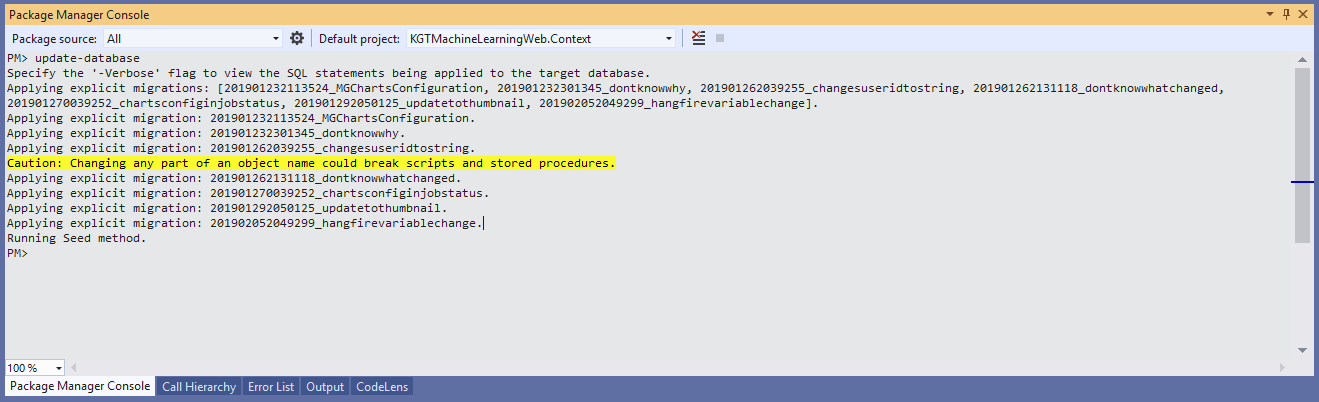 Package Manager Console
Package source: All
Default project: KGTMachineLearningWeb.Context
PM> update-database
Specify the '-Verbose' flag to view the SQL statements being applied to the target database.
Applying explicit migrations: [201901232113524_MGChartsConfiguration, 201901232301345_dontknowwhy, 201901262039255_changesuseridtostring, 201901262131118_dontknowwhatchanged,
201901270039252_chartsconfiginjobstatus, 201901292050125_updatetothumbnail, 201902052049299_hangfirevariablechange].
Applying explicit migration: 201901232113524_MGChartsConfiguration.
Applying explicit migration: 201901232301345_dontknowwhy.
Applying explicit migration: 201901262039255_changesuseridtostring.
Caution: Changing any part of an object name could break scripts and stored procedures.
Applying explicit migration: 201901262131118_dontknowwhatchanged.
Applying explicit migration: 201901270039252_chartsconfiginjobstatus.
Applying explicit migration: 201901292050125_updatetothumbnail.
Applying explicit migration: 201902052049299_hangfirevariablechange.
Running Seed method.
PM>
100 %
Package Manager Console Call Hierarchy Error List Output CodeLens